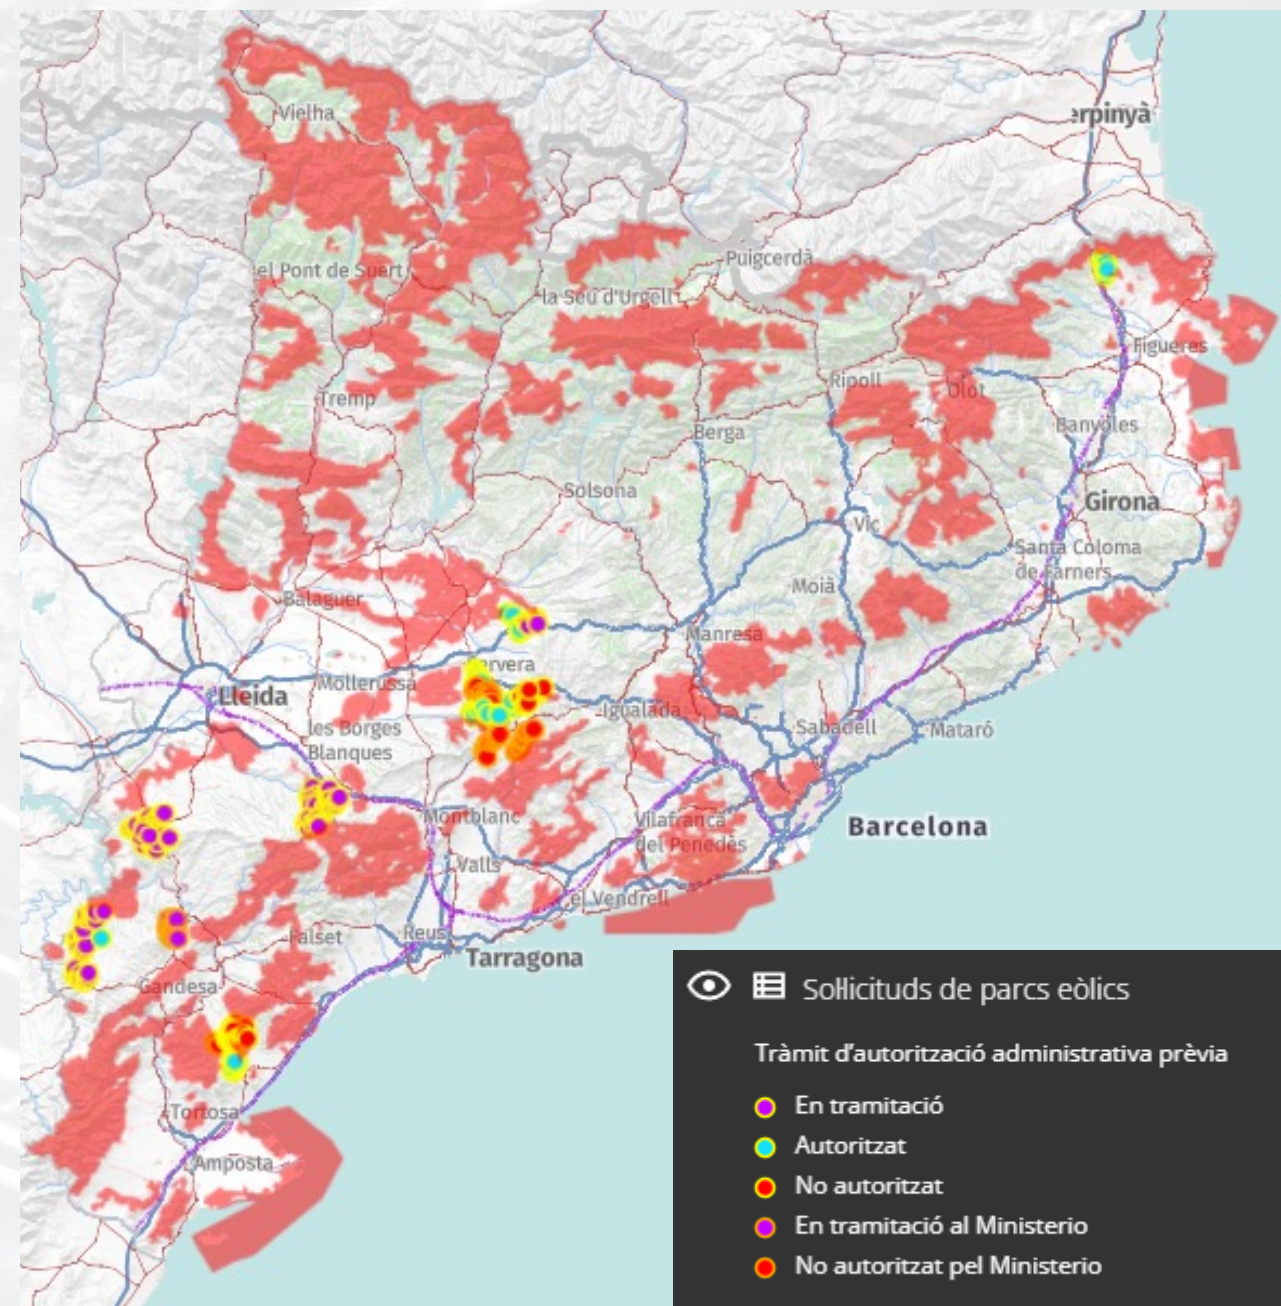 Vielha
erpinyà
el Pont de Suert
Puigcerdà
la Seu d'Urgell
Figueres
Tremp
Ripoll
Olot
Berga
Banyoles
Solsona
Girona
Vic
Santa Coloma
de Farners
Moià
Balaguer
Manresa
ervera
Mollerussa
Lleida
Igualada
les Borges
Blanques
Sabadell
Mataró
Montblanc
Vilafranca
del Penedès
Barcelona
Valls
el Vendrell
Falset
Reus
Tarragona
Gandesa
Tortosa
Amposta
Sol·licituds de parcs eòlics
Tràmit d'autorització administrativa prèvia
En tramitació
Autoritzat
No autoritzat
En tramitació al Ministerio
No autoritzat pel Ministerio